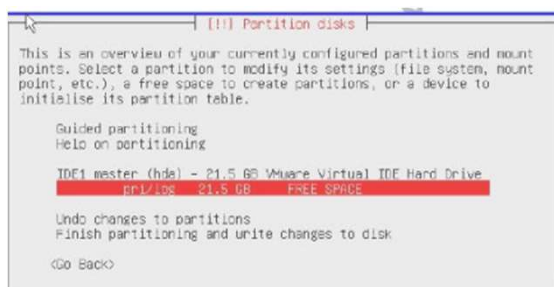 [!!] Partition disks
This is an overview of your currently configured partitions and mount
points. Select a partition to modify its settings (file system, mount
point, etc.), a free space to create partitions, or a device to
initialise its partition table.
Guided partitioning
Help on partitioning
IDE1 master (hda) - 21.5 GB VMware Virtual IDE Hard Drive
pri/log 21.5 GB FREE SPACE
Undo changes to partitions
Finish partitioning and write changes to disk
<Go Back>